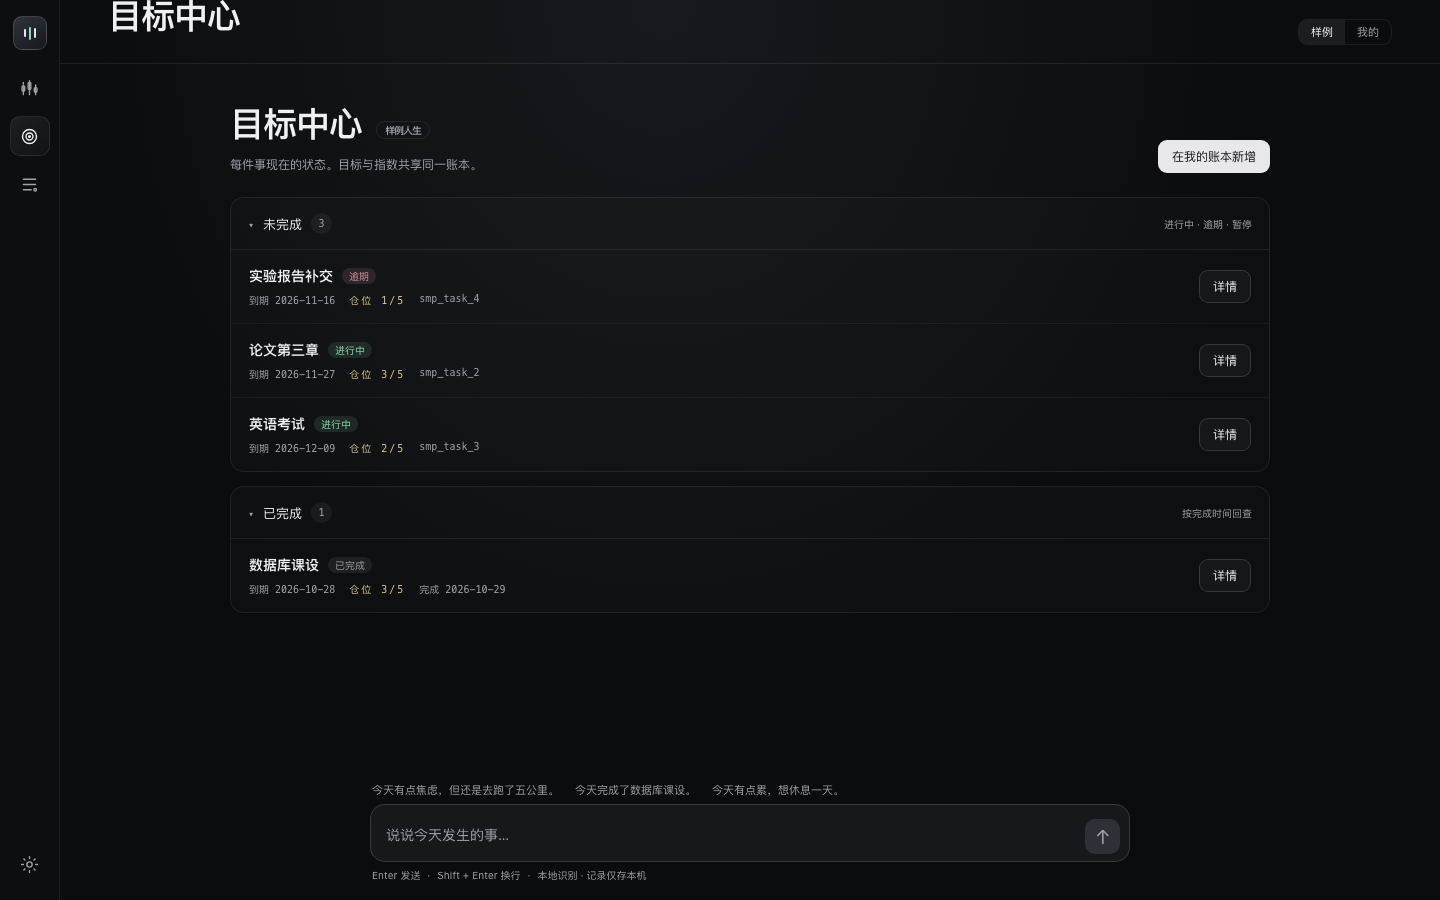 目标中心
样例 我的
目标中心 样例人生
每件事现在的状态。目标与指数共享同一账本。
在我的账本新增
未完成 3 进行中 · 逾期 · 暂停
实验报告补交 逾期
到期 2026-11-16 仓位 1/5 smp_task_4
详情
论文第三章 进行中
到期 2026-11-27 仓位 3/5 smp_task_2
详情
英语考试 进行中
到期 2026-12-09 仓位 2/5 smp_task_3
详情
已完成 1 按完成时间回查
数据库课设 已完成
到期 2026-10-28 仓位 3/5 完成 2026-10-29
详情
今天有点焦虑，但还是去跑了五公里。 今天完成了数据库课设。 今天有点累，想休息一天。
说说今天发生的事...
Enter 发送 · Shift + Enter 换行 · 本地识别 · 记录仅存本机